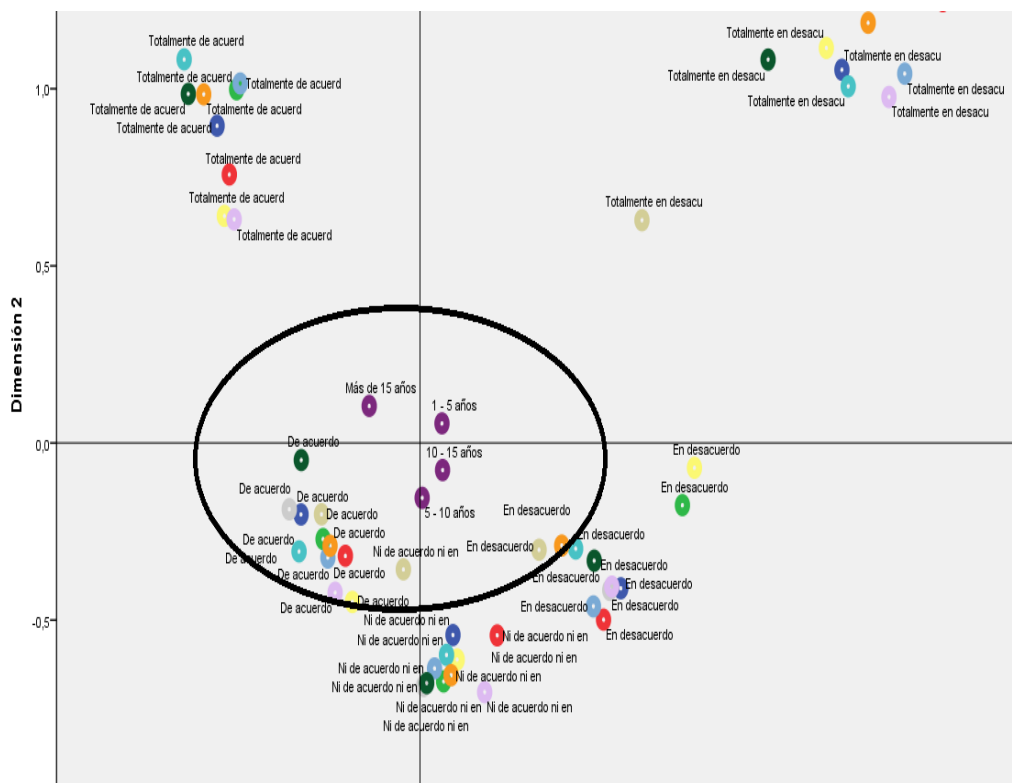 Totalmente de acuerd
Totalmente en desacu
Totalmente de acuerd
Totalmente en desacu
Totalmente de acuerd
Totalmente en desacu
Totalmente en desacu
1,0
Totalmente de acuerd
Totalmente de acuerd
Totalmente en desacu
Totalmente en desacu
Totalmente de acuerd
Totalmente de acuerd
Totalmente de acuerd
Totalmente en desacu
Totalmente de acuerd
0,5
Dimensión 2
Más de 15 años
1 - 5 años
0,0
De acuerdo
10 - 15 años
En desacuerdo
En desacuerdo
De acuerdo
De acuerdo
De acuerdo
5 - 10 años
En desacuerdo
De acuerdo
De acuerdo
En desacuerdo
En desacuerdo
De acuerdo
Ni de acuerdo ni en
De acuerdo
De acuerdo
En desacuerdo
En desacuerdo
En desacuerdo
De acuerdo
De acuerdo
En desacuerdo
En desacuerdo
-0,5
Ni de acuerdo ni en
En desacuerdo
Ni de acuerdo ni en
Ni de acuerdo ni en
Ni de acuerdo ni en
Ni de acuerdo ni en
Ni de acuerdo ni en
Ni de acuerdo ni en
Ni de acuerdo ni en
Ni de acuerdo ni en
Ni de acuerdo ni en